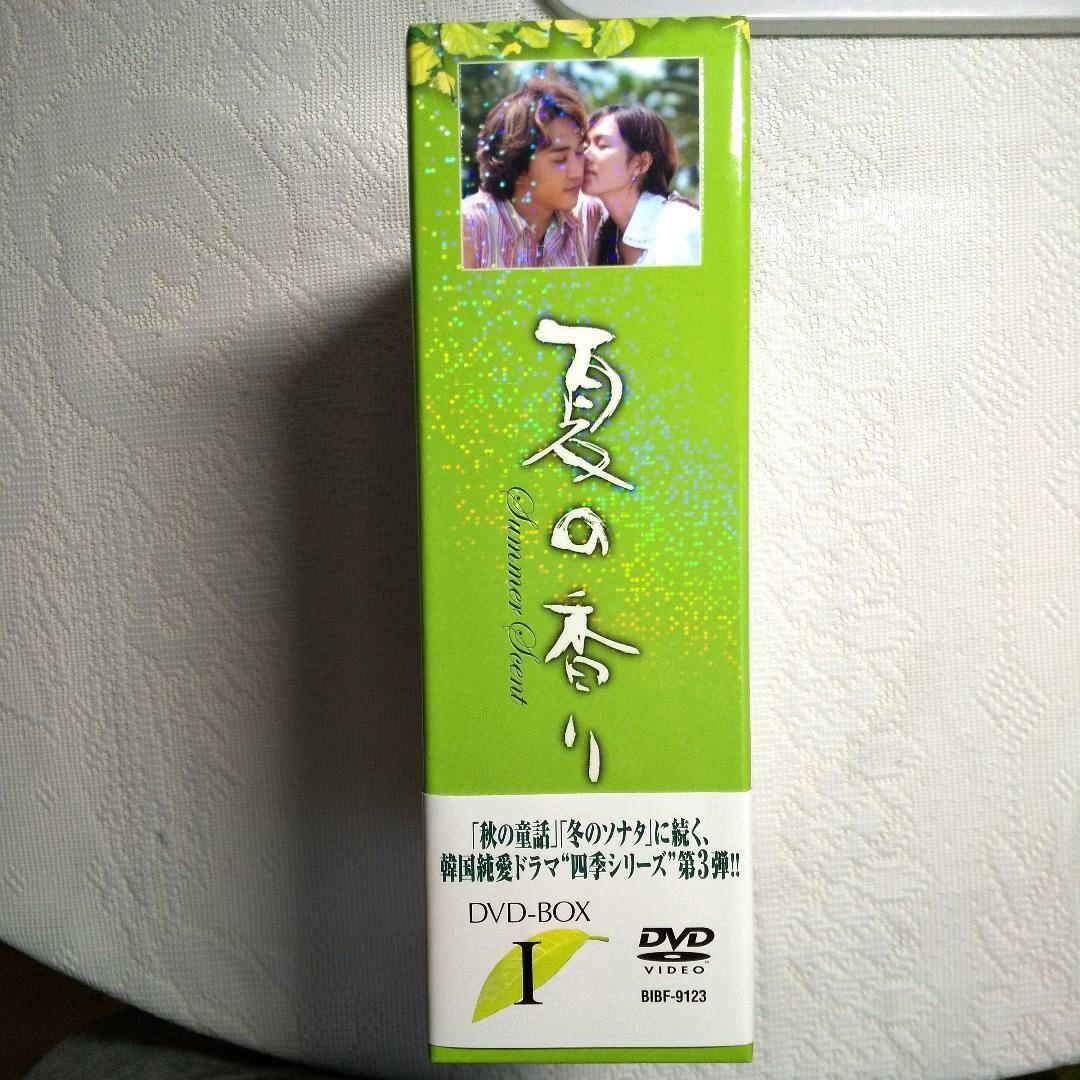 夏の香り
Summer Scent
「秋の童話」「冬のソナタ」に続く、
韓国純愛ドラマ“四季シリーズ”第3弾!!
DVD-BOX
I
DVD
VIDEO
BIBF-9123